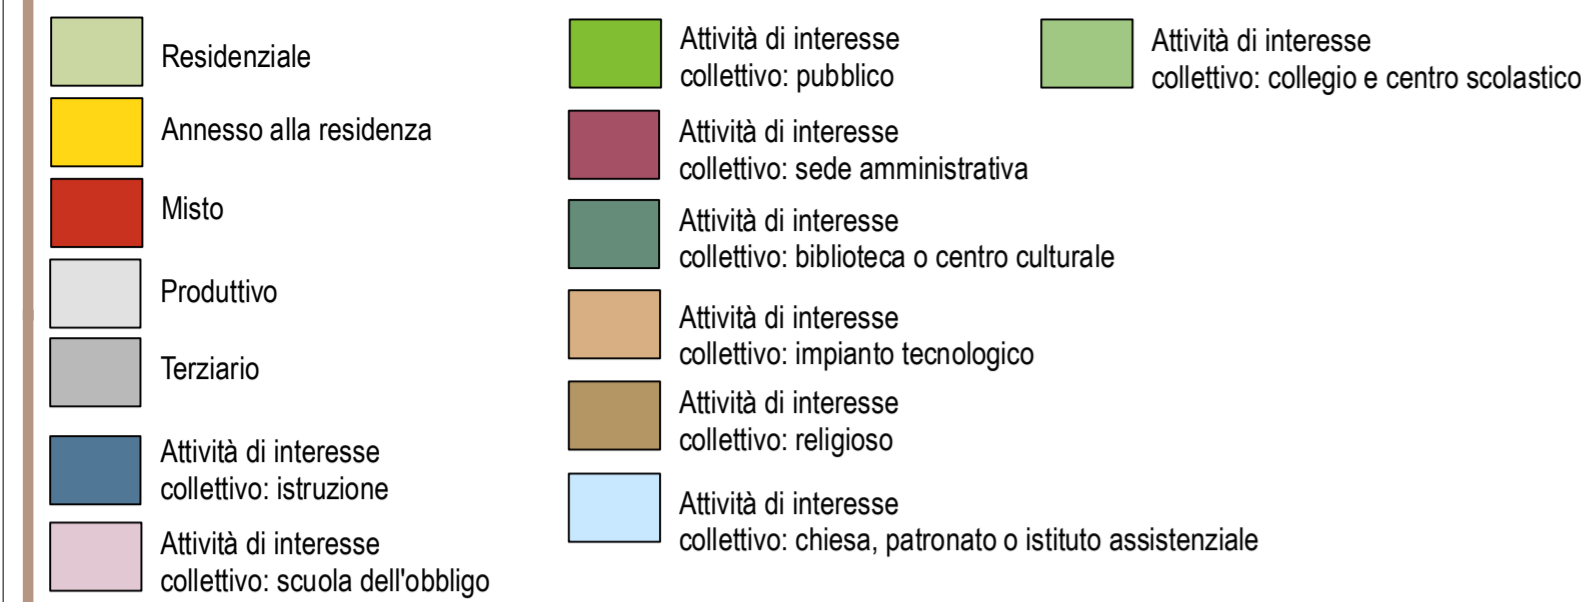 Residenziale
Annesso alla residenza
Misto
Produttivo
Terziario
Attività di interesse
collettivo: istruzione
Attività di interesse
collettivo: scuola dell'obbligo
Attività di interesse
collettivo: pubblico
Attività di interesse
collettivo: sede amministrativa
Attività di interesse
collettivo: biblioteca o centro culturale
Attività di interesse
collettivo: impianto tecnologico
Attività di interesse
collettivo: religioso
Attività di interesse
collettivo: chiesa, patronato o istituto assistenziale
Attività di interesse
collettivo: collegio e centro scolastico